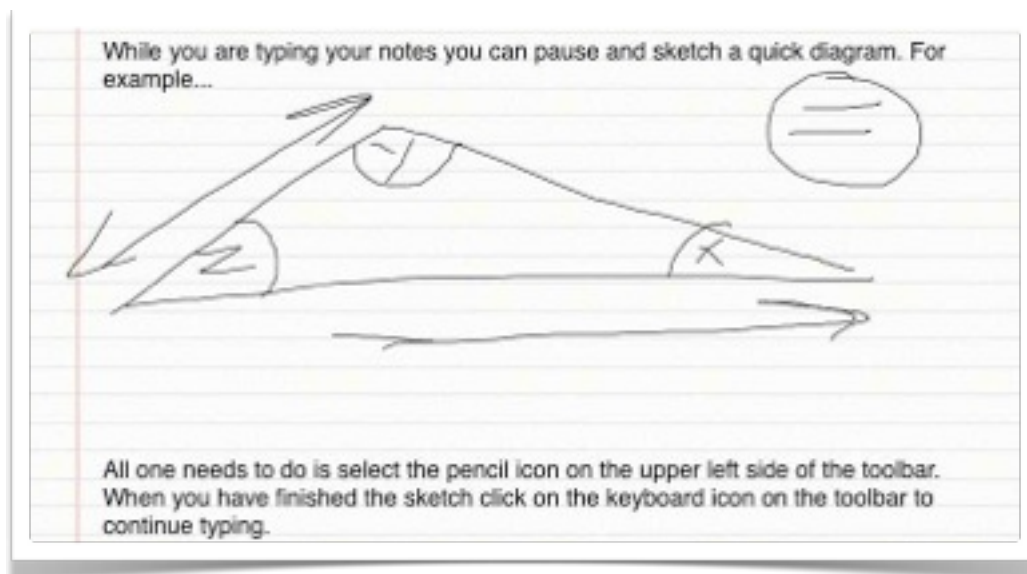 While you are typing your notes you can pause and sketch a quick diagram. For
example...
Y
Z
X
All one needs to do is select the pencil icon on the upper left side of the toolbar.
When you have finished the sketch click on the keyboard icon on the toolbar to
continue typing.